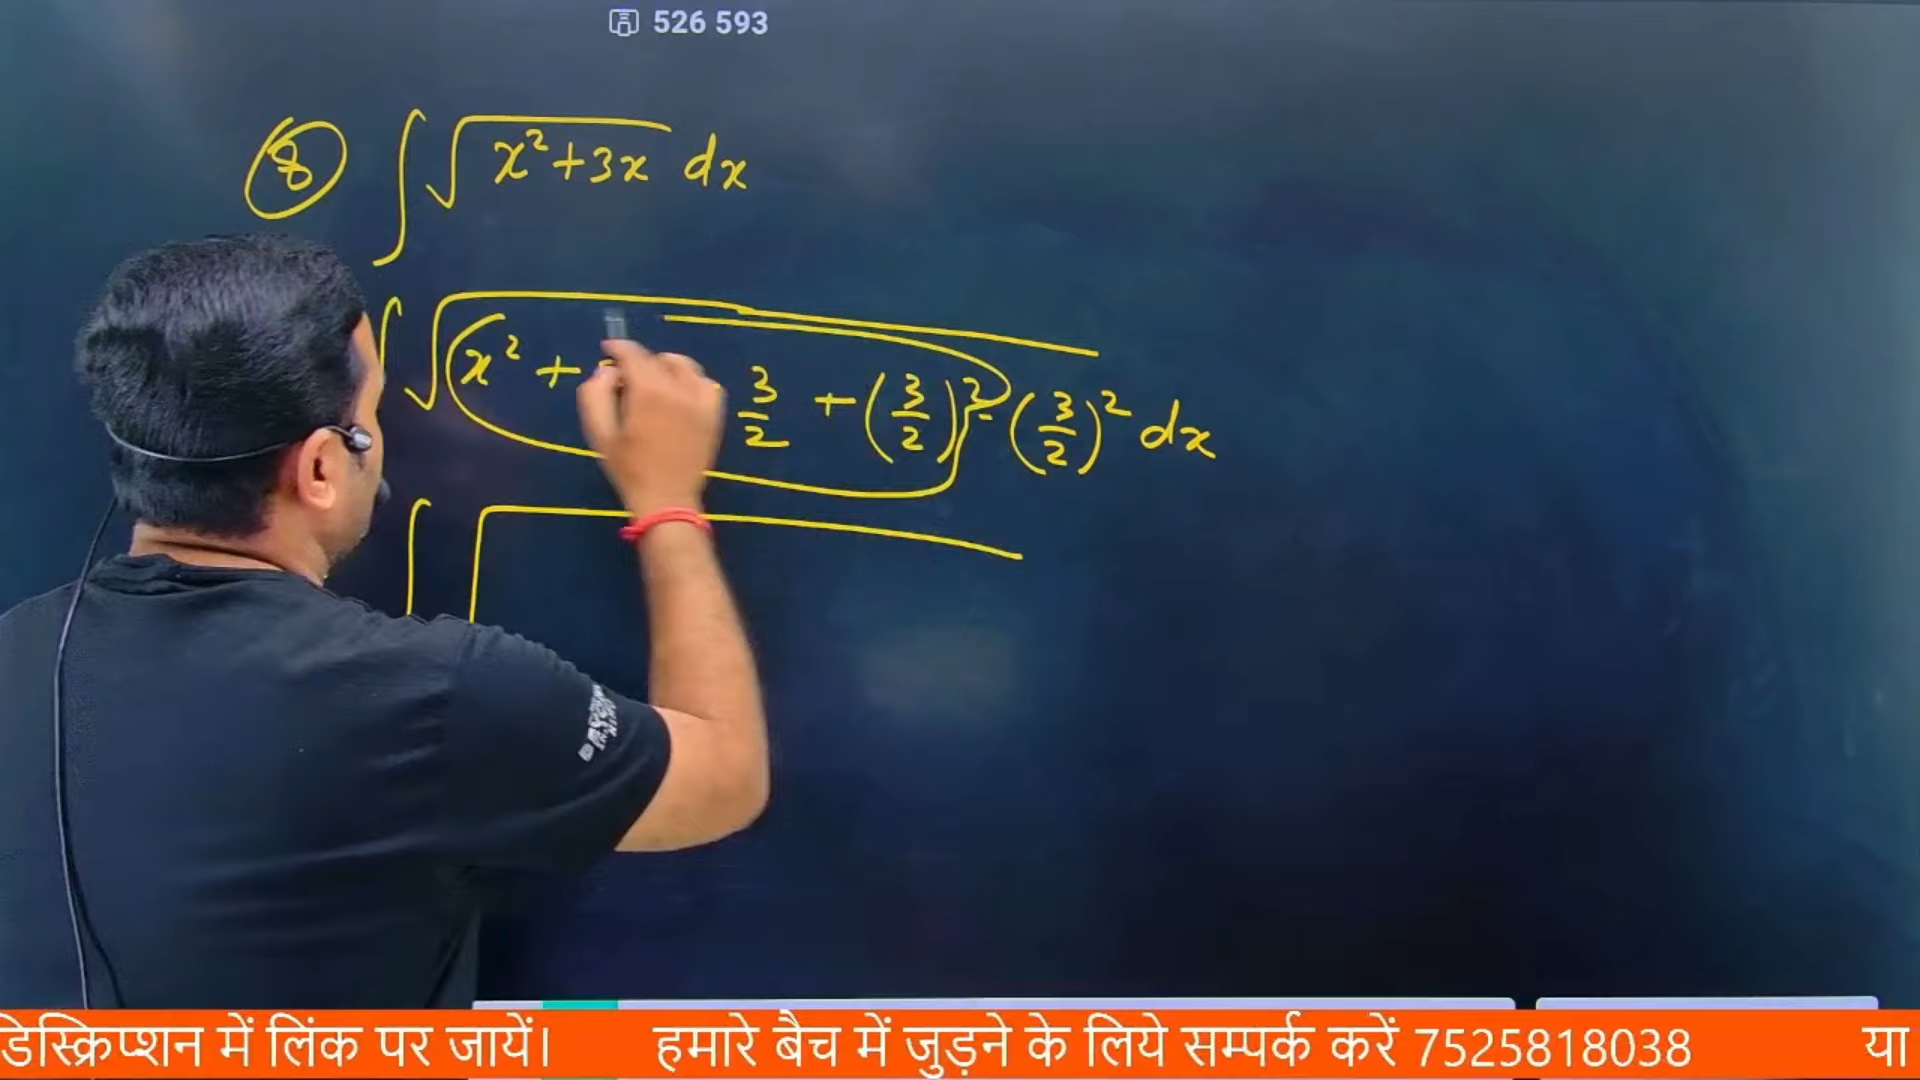 526 593
⑧ ∫ √(x² + 3x) dx
∫ √(x² + 3/2 + (3/2)² - (3/2)² dx
∫ √
डिस्क्रिप्शन में लिंक पर जायें। हमारे बैच में जुड़ने के लिये सम्पर्क करें 7525818038 या